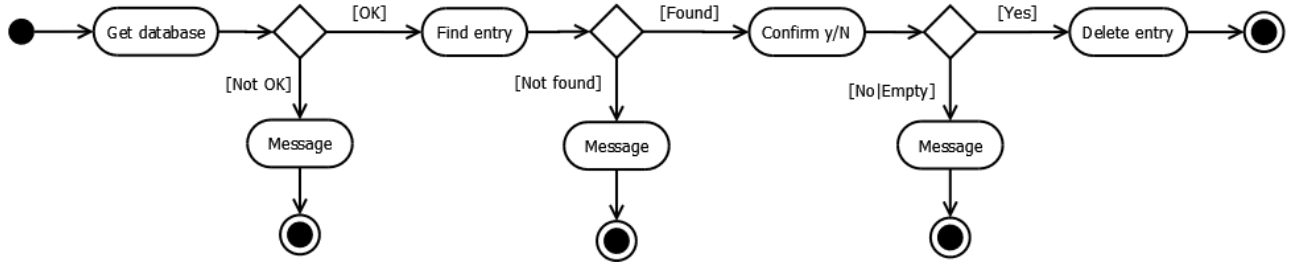 [OK]
[Found]
[Yes]
Get database
Find entry
Confirm y/N
Delete entry
[Not OK]
[Not found]
[No|Empty]
Message
Message
Message